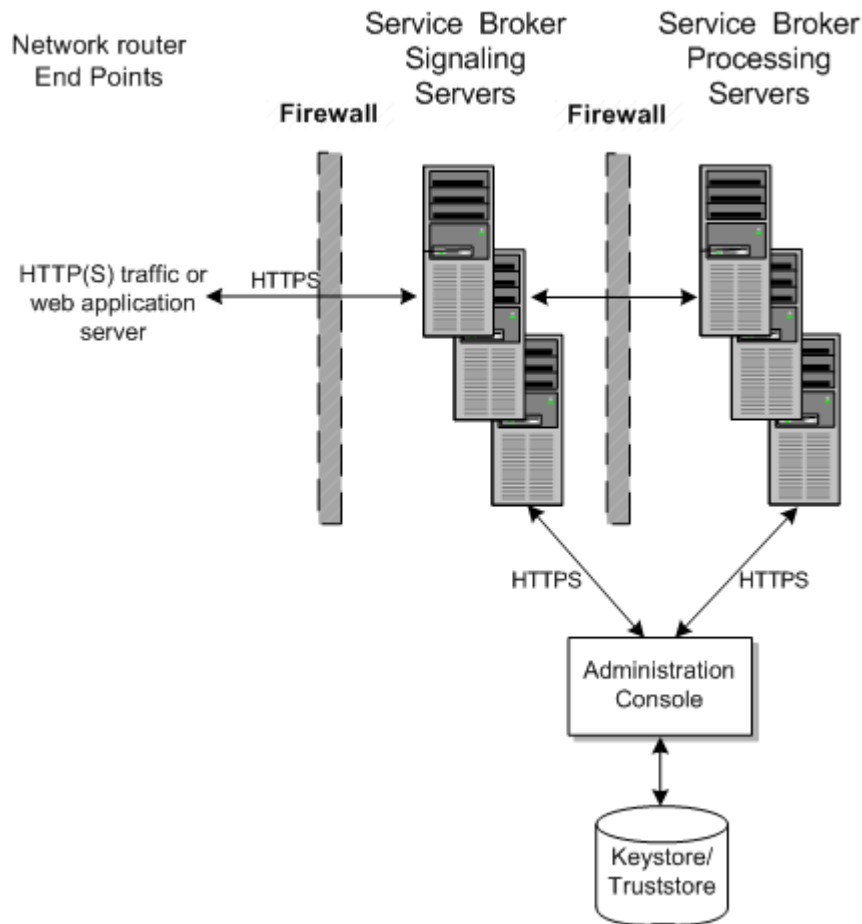 Network router
End Points
Service Broker
Signaling
Servers
Service Broker
Processing
Servers
Firewall
Firewall
HTTP(S) traffic or
web application
server
HTTPS
HTTPS
HTTPS
Administration
Console
Keystore/
Truststore